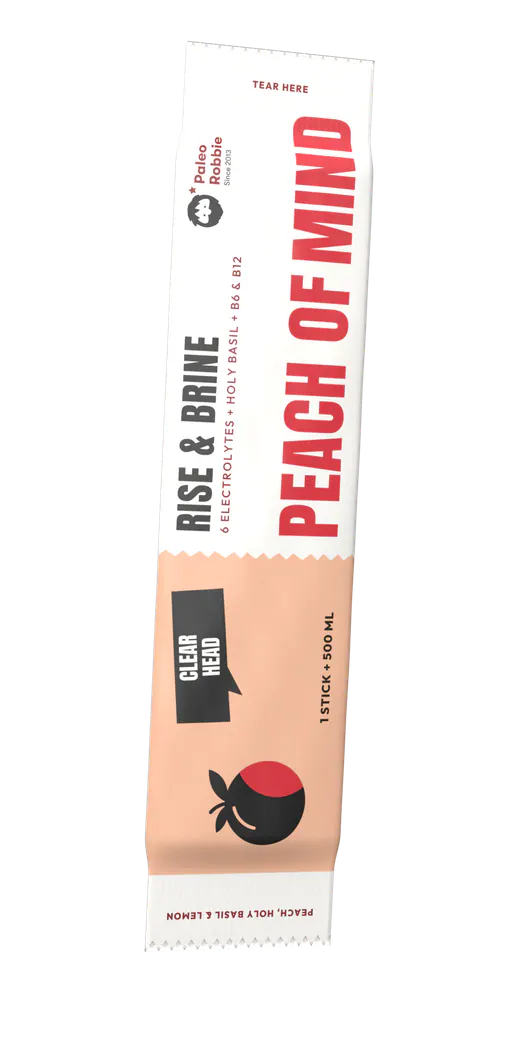 TEAR HERE
Paleo
Robbie
Since 2013
RISE & BRINE
6 ELECTROLYTES + HOLY BASIL + B6 & B12
PEACH OF MIND
CLEAR
HEAD
1 STICK + 500 ML
PEACH, HOLY BASIL & LEMON